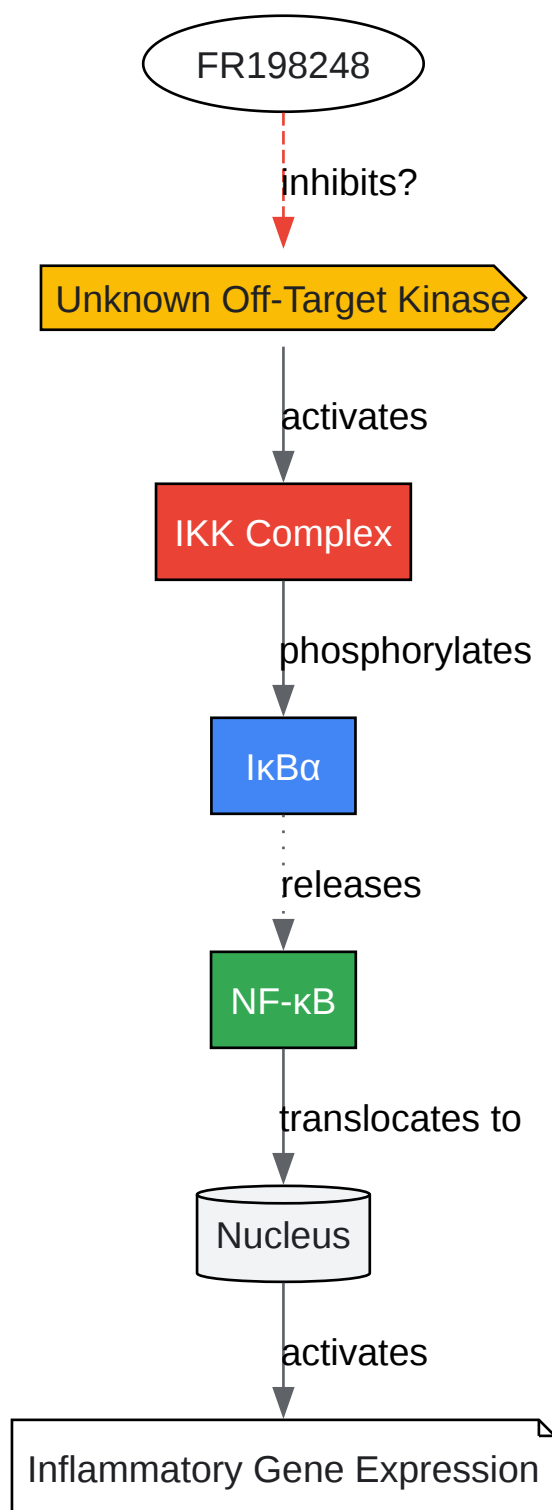 FR198248
inhibits?
Unknown Off-Target Kinase
activates
IKK Complex
phosphorylates
IκBα
releases
NF-κB
translocates to
Nucleus
activates
Inflammatory Gene Expression